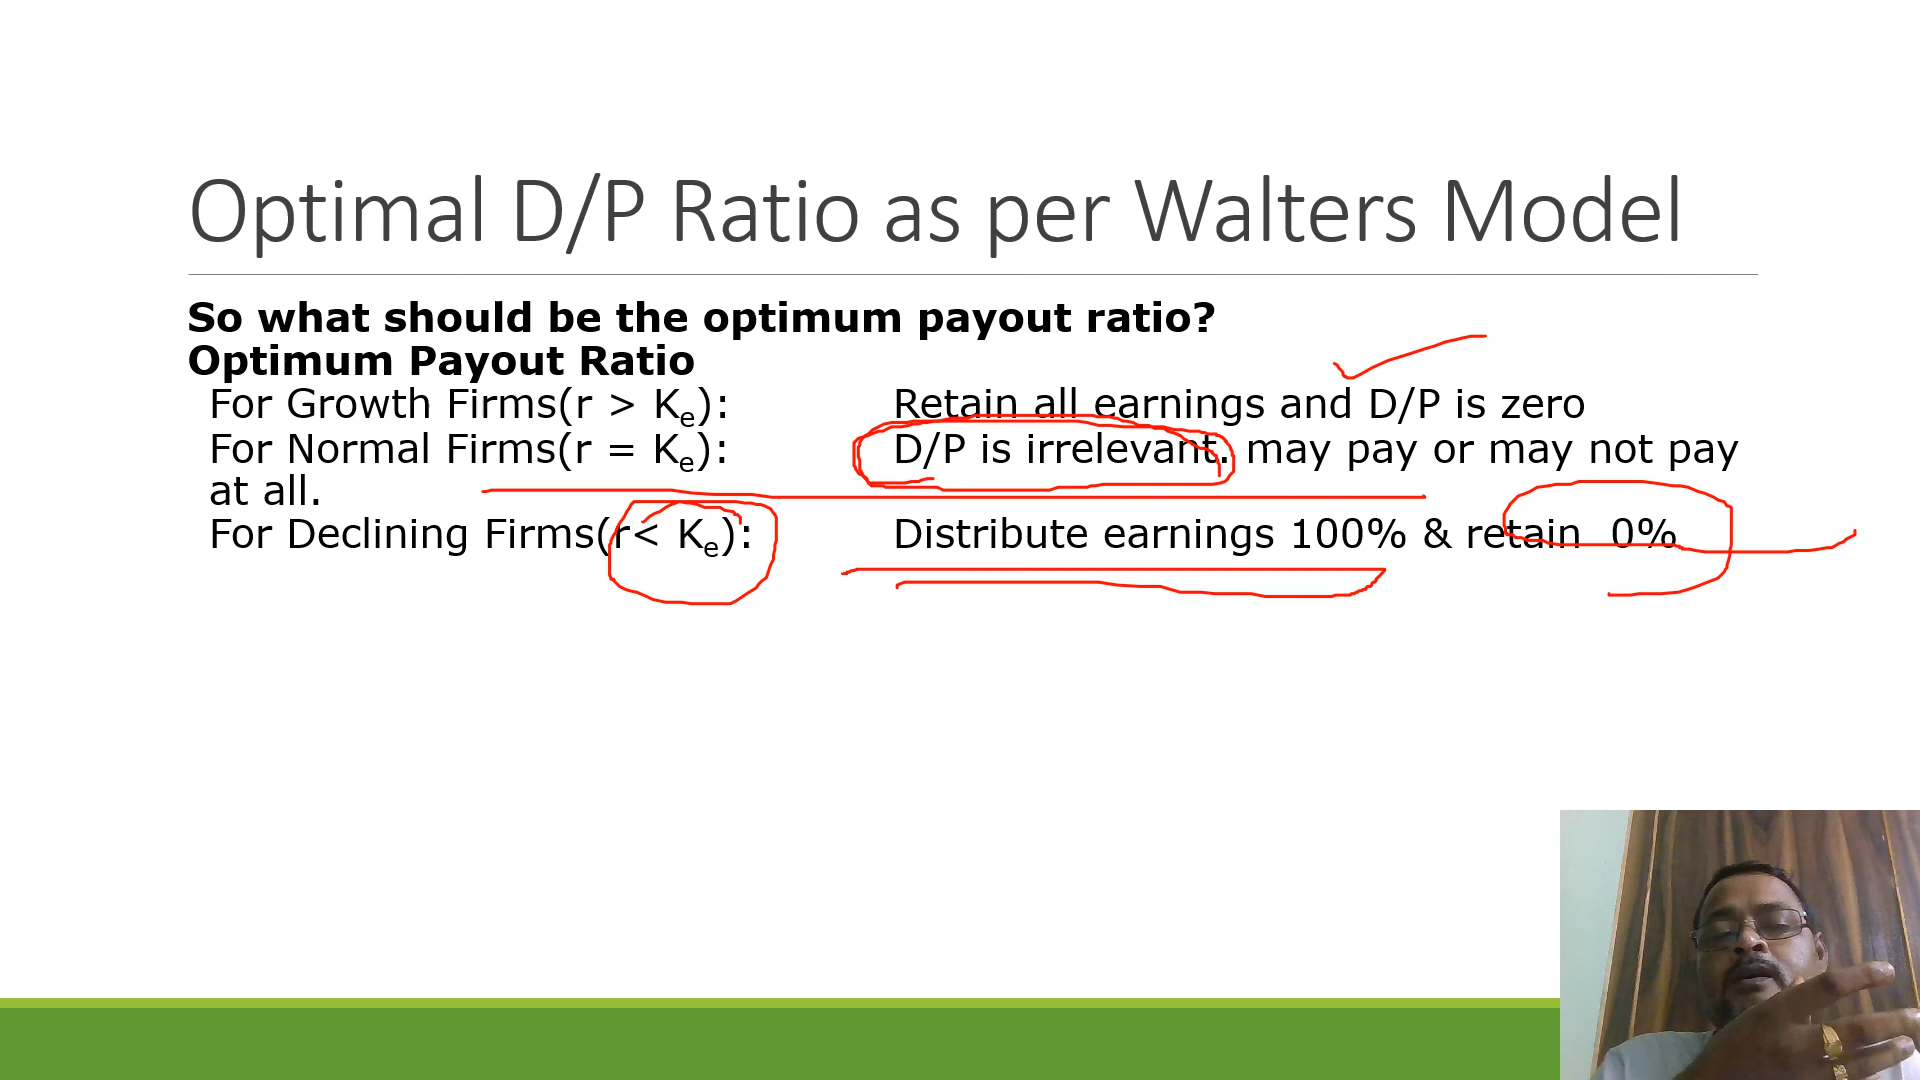 Optimal D/P Ratio as per Walters Model
So what should be the optimum payout ratio?
Optimum Payout Ratio
For Growth Firms(r > Ke): Retain all earnings and D/P is zero
For Normal Firms(r = Ke): D/P is irrelevant. may pay or may not pay
at all.
For Declining Firms(r< Ke): Distribute earnings 100% & retain 0%